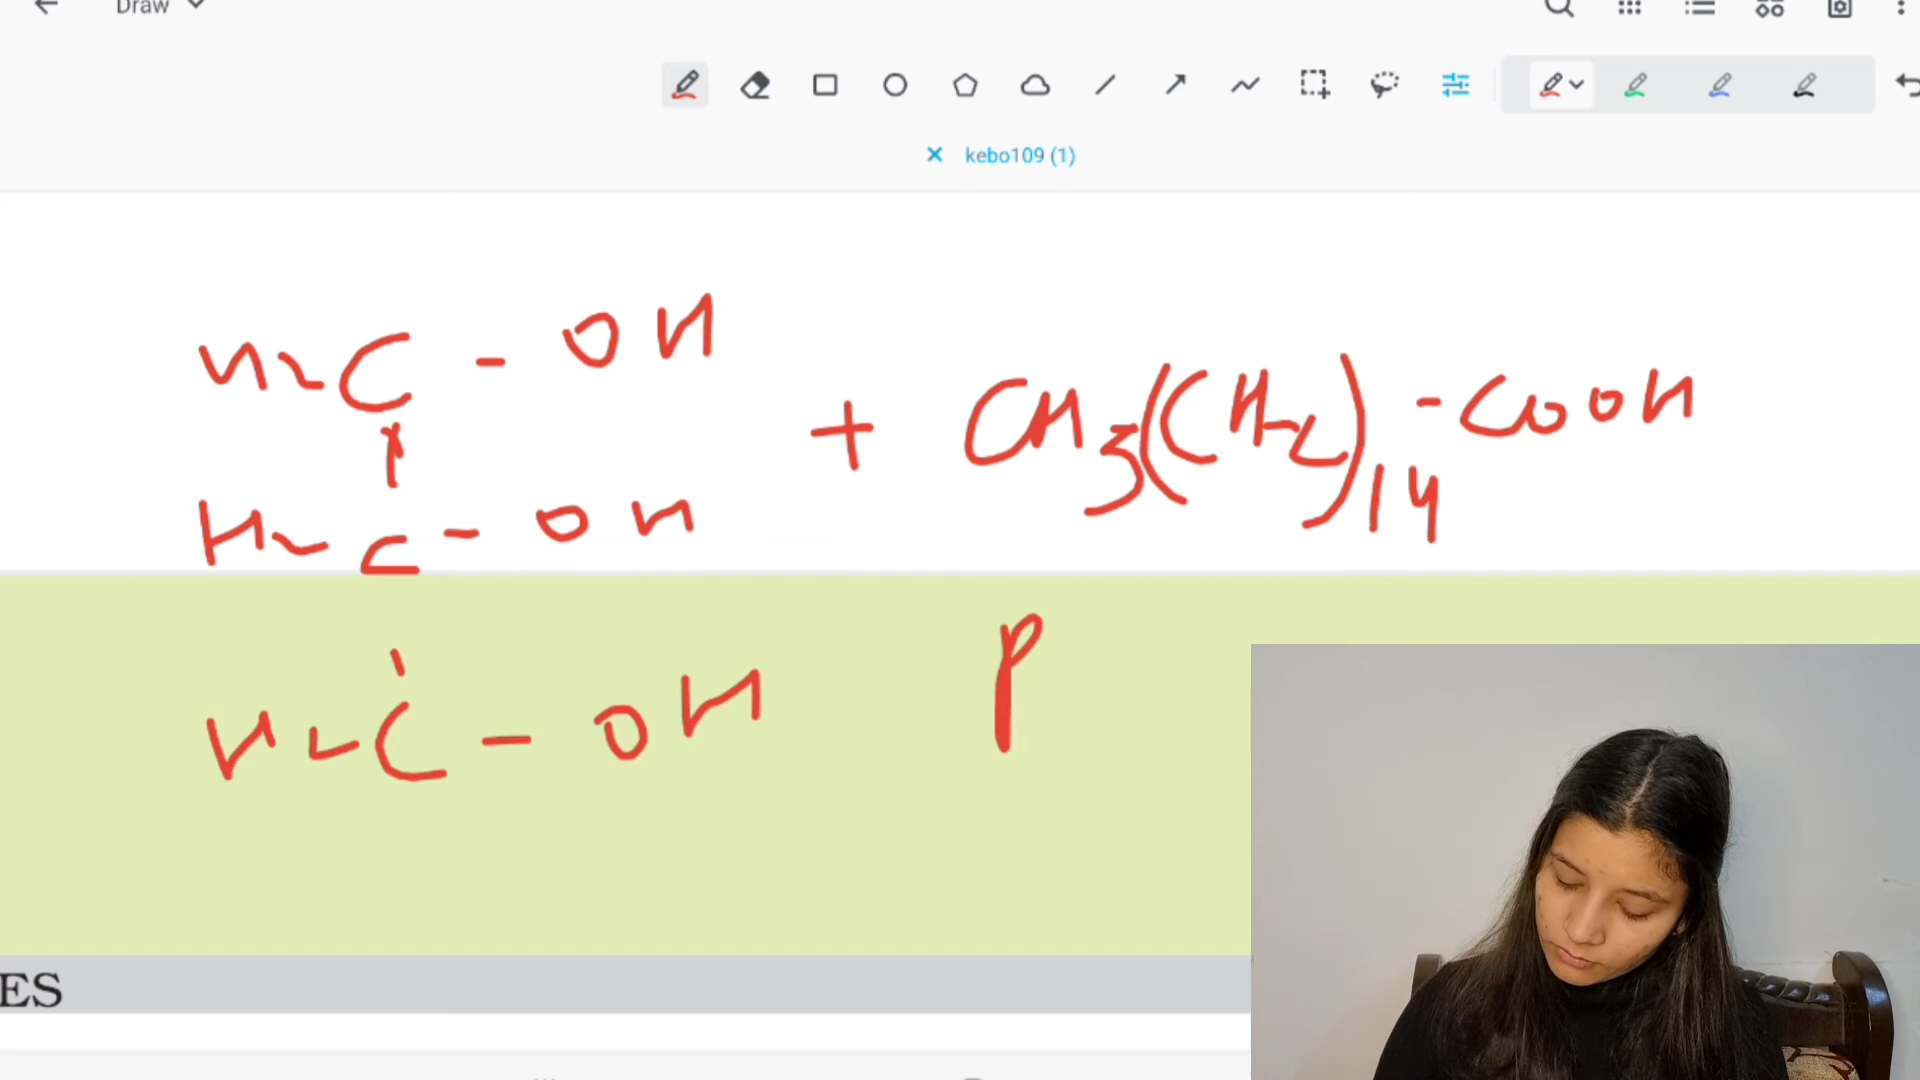 Draw
kebo109 (1)
H₂C - OH
+ CH₃(CH₂)₁₄ - COOH
H₂C - OH
H₂C - OH
P
ES